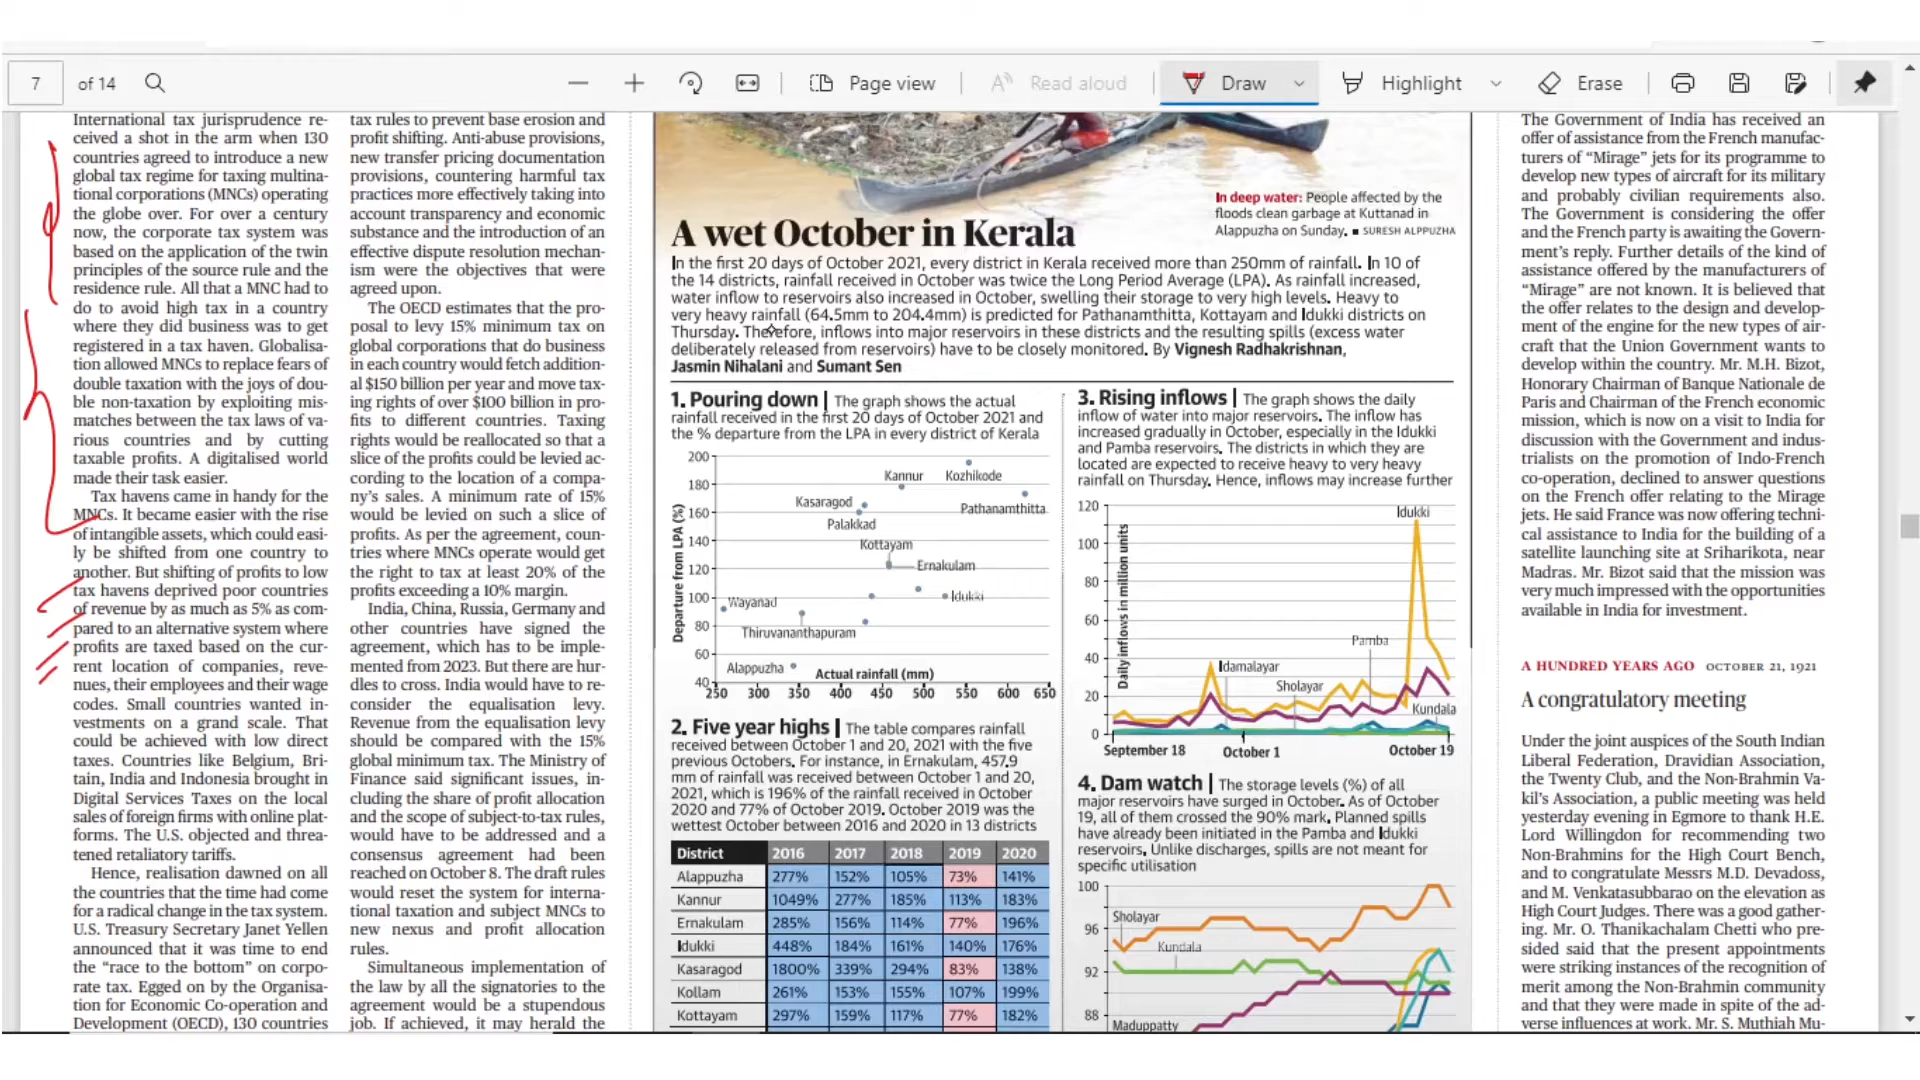 7 of 14
Page view
Read aloud
Draw
Highlight
Erase
International tax jurisprudence re-
ceived a shot in the arm when 130
countries agreed to introduce a new
global tax regime for taxing multina-
tional corporations (MNCs) operating
the globe over. For over a century
now, the corporate tax system was
based on the application of the twin
principles of the source rule and the
residence rule. All that a MNC had to
do to avoid high tax in a country
where they did business was to get
registered in a tax haven. Globalisa-
tion allowed MNCs to replace fears of
double taxation with the joys of dou-
ble non-taxation by exploiting mis-
matches between the tax laws of va-
rious countries and by cutting
taxable profits. A digitalised world
made their task easier.
Tax havens came in handy for the
MNCs. It became easier with the rise
of intangible assets, which could easi-
ly be shifted from one country to
another. But shifting of profits to low
tax havens deprived poor countries
of revenue by as much as 5% as com-
pared to an alternative system where
profits are taxed based on the cur-
rent location of companies, reve-
nues, their employees and their wage
codes. Small countries wanted in-
vestments on a grand scale. That
could be achieved with low direct
taxes. Countries like Belgium, Bri-
tain, India and Indonesia brought in
Digital Services Taxes on the local
sales of foreign firms with online plat-
forms. The U.S. objected and threa-
tened retaliatory tariffs.
Hence, realisation dawned on all
the countries that the time had come
for a radical change in the tax system.
U.S. Treasury Secretary Janet Yellen
announced that it was time to end
the “race to the bottom” on corpo-
rate tax. Egged on by the Organisa-
tion for Economic Co-operation and
Development (OECD), 130 countries
tax rules to prevent base erosion and
profit shifting. Anti-abuse provisions,
new transfer pricing documentation
provisions, countering harmful tax
practices more effectively taking into
account transparency and economic
substance and the introduction of an
effective dispute resolution mechan-
ism were the objectives that were
agreed upon.
The OECD estimates that the pro-
posal to levy 15% minimum tax on
global corporations that do business
in each country would fetch addition-
al $150 billion per year and move tax-
ing rights of over $100 billion in pro-
fits to different countries. Taxing
rights would be reallocated so that a
slice of the profits could be levied ac-
cording to the location of a compa-
ny’s sales. A minimum rate of 15%
would be levied on such a slice of
profits. As per the agreement, coun-
tries where MNCs operate would get
the right to tax at least 20% of the
profits exceeding a 10% margin.
India, China, Russia, Germany and
other countries have signed the
agreement, which has to be imple-
mented from 2023. But there are hur-
dles to cross. India would have to re-
consider the equalisation levy.
Revenue from the equalisation levy
should be compared with the 15%
global minimum tax. The Ministry of
Finance said significant issues, in-
cluding the share of profit allocation
and the scope of subject-to-tax rules,
would have to be addressed and a
consensus agreement had been
reached on October 8. The draft rules
would reset the system for interna-
tional taxation and subject MNCs to
new nexus and profit allocation
rules.
Simultaneous implementation of
the law by all the signatories to the
agreement would be a stupendous
job. If achieved, it may herald the
In deep water: People affected by the
floods clean garbage at Kuttanad in
Alappuzha on Sunday. ■ SURESH ALPPUZHA
A wet October in Kerala
In the first 20 days of October 2021, every district in Kerala received more than 250mm of rainfall. In 10 of
the 14 districts, rainfall received in October was twice the Long Period Average (LPA). As rainfall increased,
water inflow to reservoirs also increased in October, swelling their storage to very high levels. Heavy to
very heavy rainfall (64.5mm to 204.4mm) is predicted for Pathanamthitta, Kottayam and Idukki districts on
Thursday. Therefore, inflows into major reservoirs in these districts and the resulting spills (excess water
deliberately released from reservoirs) have to be closely monitored. By Vignesh Radhakrishnan,
Jasmin Nihalani and Sumant Sen
1. Pouring down | The graph shows the actual
rainfall received in the first 20 days of October 2021 and
the % departure from the LPA in every district of Kerala
200
180
160
140
120
100
80
60
40
Departure from LPA (%)
Kannur
Kozhikode
Kasaragod
Pathanamthitta
Palakkad
Kottayam
Ernakulam
Wayanad
Idukki
Thiruvananthapuram
Alappuzha
Actual rainfall (mm)
250 300 350 400 450 500 550 600 650
2. Five year highs | The table compares rainfall
received between October 1 and 20, 2021 with the five
previous Octobers. For instance, in Ernakulam, 457.9
mm of rainfall was received between October 1 and 20,
2021, which is 196% of the rainfall received in October
2020 and 77% of October 2019. October 2019 was the
wettest October between 2016 and 2020 in 13 districts
District 2016 2017 2018 2019 2020
Alappuzha 277% 152% 105% 73% 141%
Kannur 1049% 277% 185% 113% 183%
Ernakulam 285% 156% 114% 77% 196%
Idukki 448% 184% 161% 140% 176%
Kasaragod 1800% 339% 294% 83% 138%
Kollam 261% 153% 155% 107% 199%
Kottayam 297% 159% 117% 77% 182%
3. Rising inflows | The graph shows the daily
inflow of water into major reservoirs. The inflow has
increased gradually in October, especially in the Idukki
and Pamba reservoirs. The districts in which they are
located are expected to receive heavy to very heavy
rainfall on Thursday. Hence, inflows may increase further
120
100
80
60
40
20
0
Daily inflows in million units
Idukki
Pamba
Idamalayar
Sholayar
Kundala
September 18 October 1 October 19
4. Dam watch | The storage levels (%) of all
major reservoirs have surged in October. As of October
19, all of them crossed the 90% mark. Planned spills
have already been initiated in the Pamba and Idukki
reservoirs. Unlike discharges, spills are not meant for
specific utilisation
100
96
92
88
Sholayar
Kundala
Maduppatty
The Government of India has received an
offer of assistance from the French manufac-
turers of “Mirage” jets for its programme to
develop new types of aircraft for its military
and probably civilian requirements also.
The Government is considering the offer
and the French party is awaiting the Govern-
ment’s reply. Further details of the kind of
assistance offered by the manufacturers of
“Mirage” are not known. It is believed that
the offer relates to the design and develop-
ment of the engine for the new types of air-
craft that the Union Government wants to
develop within the country. Mr. M.H. Bizot,
Honorary Chairman of Banque Nationale de
Paris and Chairman of the French economic
mission, which is now on a visit to India for
discussion with the Government and indus-
trialists on the promotion of Indo-French
co-operation, declined to answer questions
on the French offer relating to the Mirage
jets. He said France was now offering techni-
cal assistance to India for the building of a
satellite launching site at Sriharikota, near
Madras. Mr. Bizot said that the mission was
very much impressed with the opportunities
available in India for investment.
A HUNDRED YEARS AGO OCTOBER 21, 1921
A congratulatory meeting
Under the joint auspices of the South Indian
Liberal Federation, Dravidian Association,
the Twenty Club, and the Non-Brahmin Va-
kil’s Association, a public meeting was held
yesterday evening in Egmore to thank H.E.
Lord Willingdon for recommending two
Non-Brahmins for the High Court Bench,
and to congratulate Messrs M.D. Devadoss,
and M. Venkatasubbarao on the elevation as
High Court Judges. There was a good gather-
ing. Mr. O. Thanikachalam Chetti who pre-
sided said that the present appointments
were striking instances of the recognition of
merit among the Non-Brahmin community
and that they were made in spite of the ad-
verse influences at work. Mr. S. Muthiah Mu-